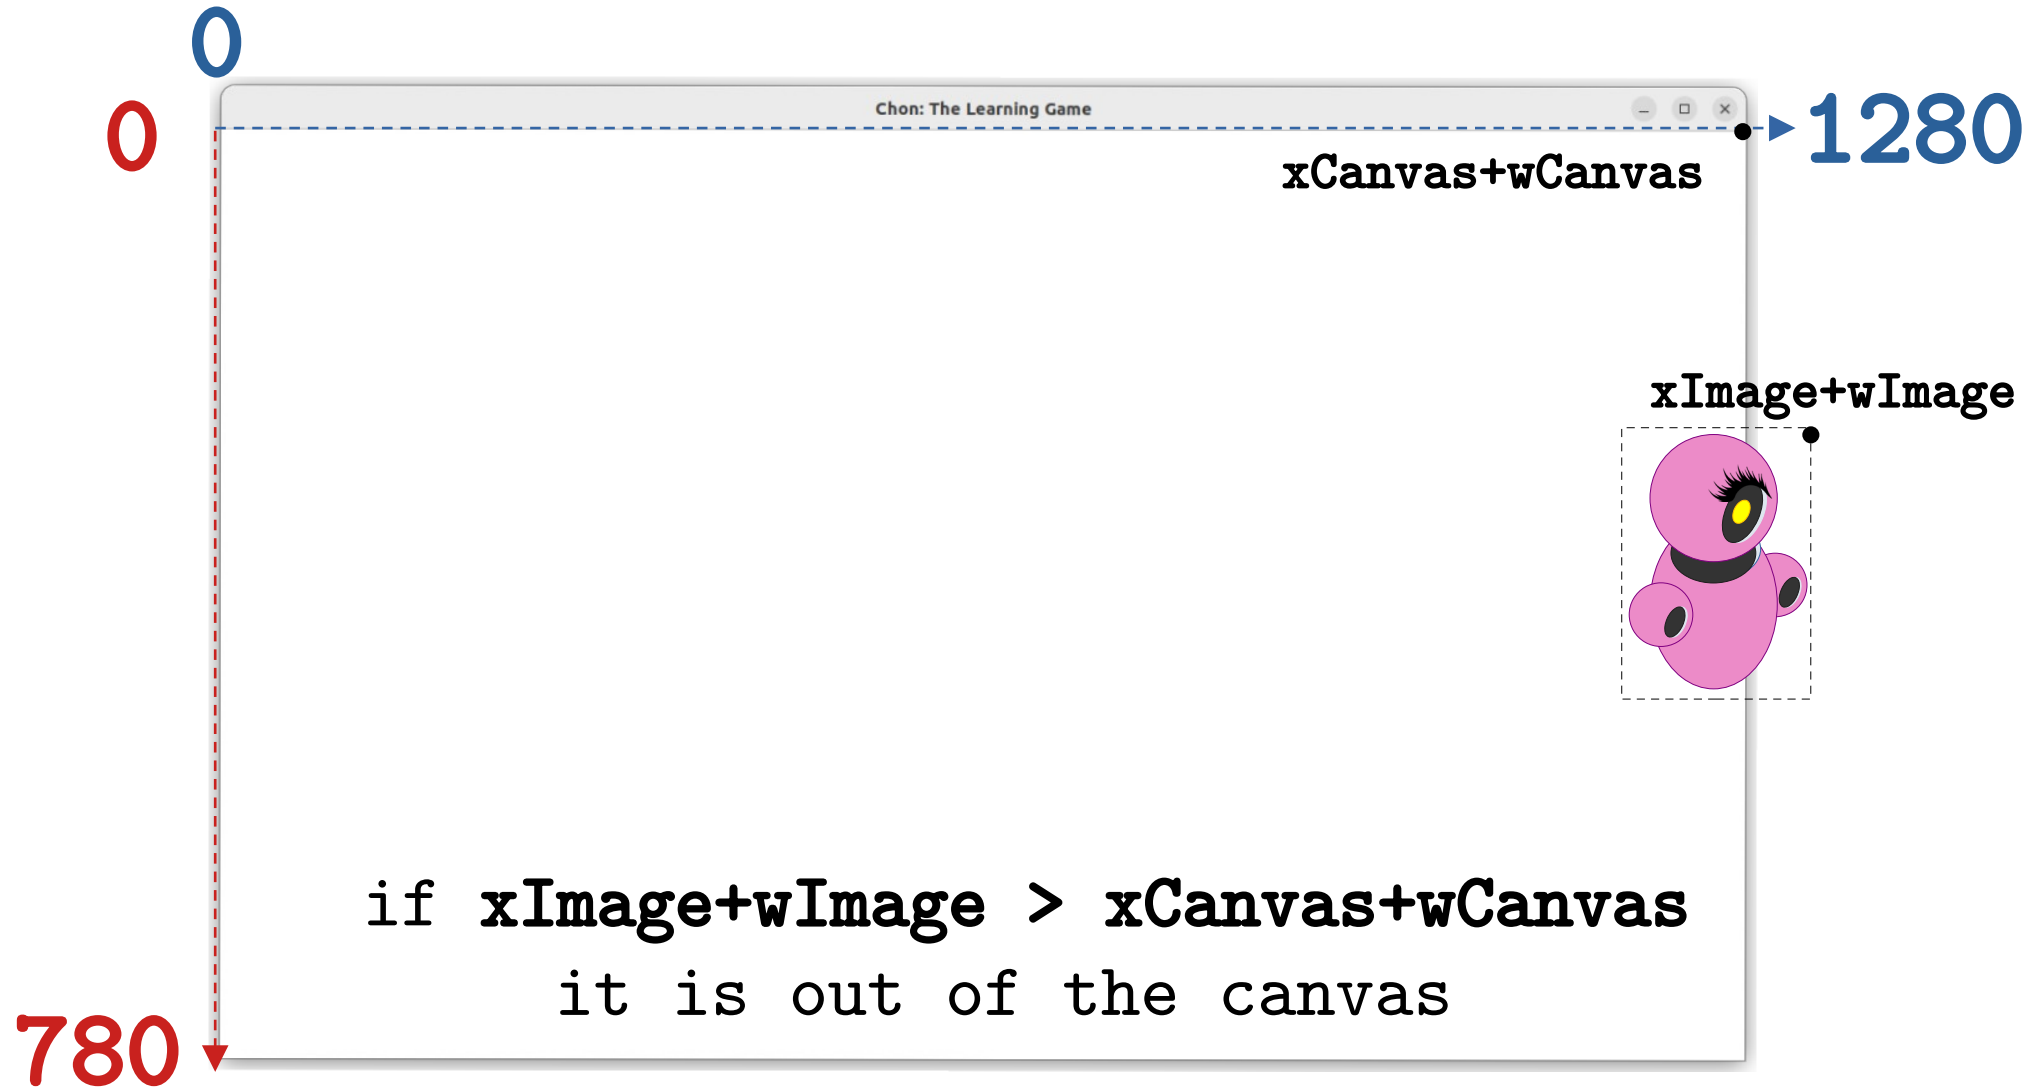 0
0
Chon: The Learning Game
1280
xCanvas+wCanvas
xImage+wImage
if xImage+wImage > xCanvas+wCanvas
it is out of the canvas
780